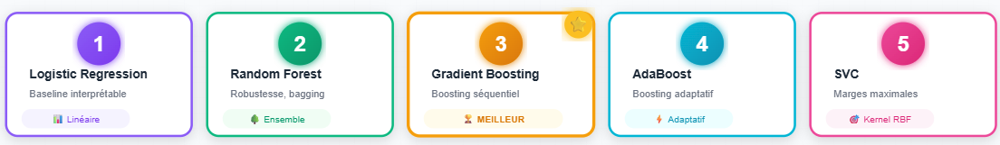 1
Logistic Regression
Baseline interprétable
Linéaire
2
Random Forest
Robustesse, bagging
Ensemble
3
Gradient Boosting
Boosting séquentiel
MEILLEUR
4
AdaBoost
Boosting adaptatif
Adaptatif
5
SVC
Marges maximales
Kernel RBF